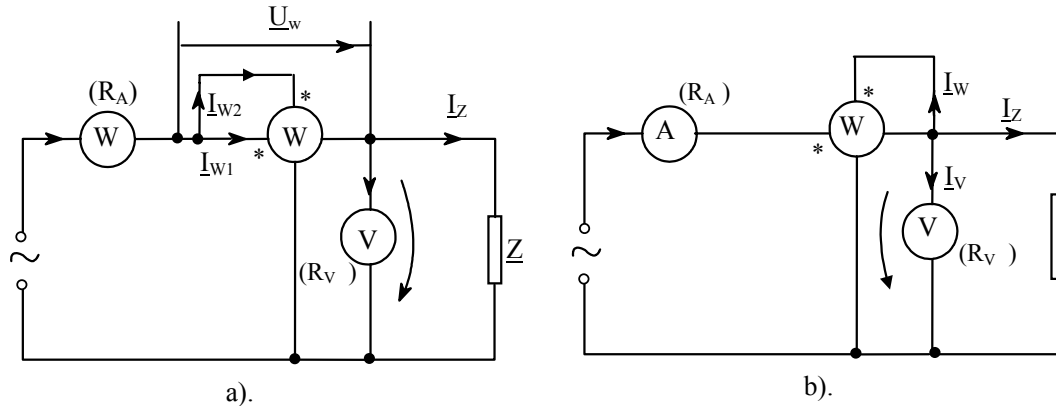 U_w
(R_A)
I_W2
*
I_Z
W
W
*
I_W1
V
(R_V )
Z
~
a).
(R_A )
*
I_W
I_Z
A
W
*
I_V
V
(R_V )
~
b).